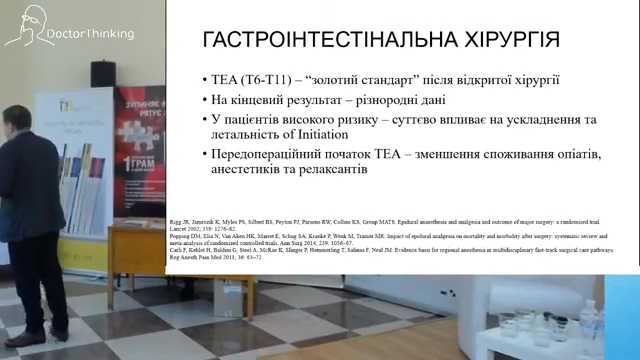 DoctorThinking
ГАСТРОІНТЕСТІНАЛЬНА ХІРУРГІЯ
• TEA (T6-T11) – “золотий стандарт” після відкритої хірургії
• На кінцевий результат – різнорідні дані
• У пацієнтів високого ризику – суттєво впливає на ускладнення та
летальність of Initiation
• Передопераційний початок TEA – зменшення споживання опіатів,
анестетиків та релаксантів
Rigg JR, Jamrozik K, Myles PS, Silbert BS, Peyton PJ, Parsons RW, Collins KS, Group MATS. Epidural anaesthesia and analgesia and outcome of major surgery: a randomised trial.
Lancet 2002; 359: 1276–82
Popping DM, Elia N, Van Aken HK, Marret E, Schug SA, Kranke P, Wenk M, Tramer MR. Impact of epidural analgesia on mortality and morbidity after surgery: systematic review and
meta-analysis of randomized controlled trials. Ann Surg 2014; 259: 1056–67.
Carli F, Kehlet H, Baldini G, Steel A, McRae K, Slinger P, Hemmerling T, Salinas F, Neal JM. Evidence basis for regional anesthesia in multidisciplinary fast-track surgical care pathways.
Reg Anesth Pain Med 2011; 36: 63–72.
ЗУПИНЯЄ
РЯТУЄ
1 ГРАМ